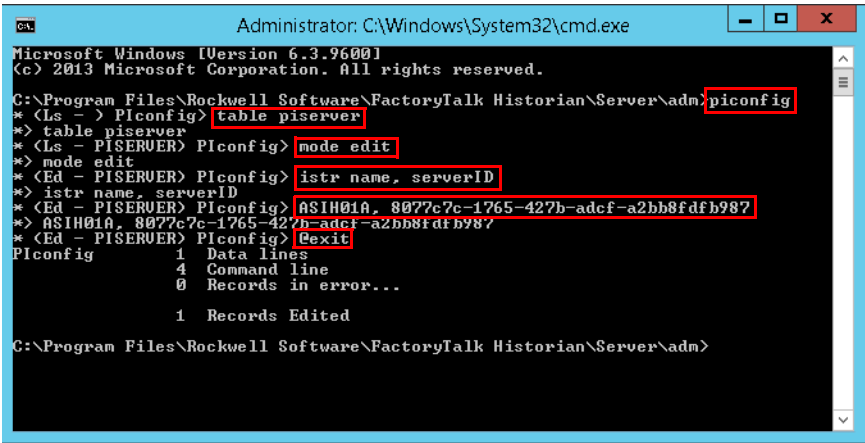 Administrator: C:\Windows\System32\cmd.exe
Microsoft Windows [Version 6.3.9600]
(c) 2013 Microsoft Corporation. All rights reserved.
C:\Program Files\Rockwell Software\FactoryTalk Historian\Server\adm>piconfig
* (Ls - ) PIconfig> table piserver
*> table piserver
* (Ls - PISERVER) PIconfig> mode edit
*> mode edit
* (Ed - PISERVER) PIconfig> istr name, serverID
*> istr name, serverID
* (Ed - PISERVER) PIconfig> ASIH01A, 8077c7c-1765-427b-adcf-a2bb8fdfb987
*> ASIH01A, 8077c7c-1765-427b-adcf-a2bb8fdfb987
* (Ed - PISERVER) PIconfig> @exit
PIconfig 1 Data lines
4 Command line
0 Records in error...
1 Records Edited
C:\Program Files\Rockwell Software\FactoryTalk Historian\Server\adm>